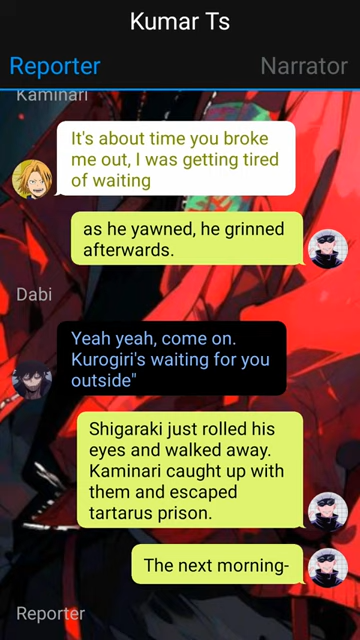 Kumar Ts
Reporter
Narrator
Kaminari
It's about time you broke
me out, I was getting tired
of waiting
as he yawned, he grinned
afterwards.
Dabi
Yeah yeah, come on.
Kurogiri's waiting for you
outside"
Shigaraki just rolled his
eyes and walked away.
Kaminari caught up with
them and escaped
tartarus prison.
The next morning-
Reporter